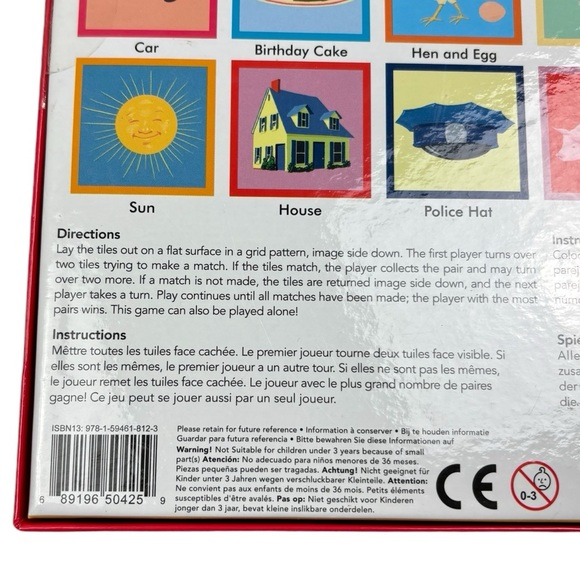 Car
Birthday Cake
Hen and Egg
Sun
House
Police Hat
Directions
Lay the tiles out on a flat surface in a grid pattern, image side down. The first player turns over
two tiles trying to make a match. If the tiles match, the player collects the pair and may turn
over two more. If a match is not made, the tiles are returned image side down, and the next
player takes a turn. Play continues until all matches have been made; the player with the most
pairs wins. This game can also be played alone!
Instructions
Mêttre toutes les tuiles face cachée. Le premier joueur tourne deux tuiles face visible. Si
elles sont les mêmes, le premier joueur a un autre tour. Si elles ne sont pas les mêmes,
le joueur remet les tuiles face cachée. Le joueur avec le plus grand nombre de paires
gagne! Ce jeu peut se jouer aussi par un seul joueur.
Instr
Color
Spie
Alle
zusa
der
die
ISBN13: 978-1-59461-812-3
6 89196 50425 9
Please retain for future reference • Information à conserver • Bij te houden informatie
Guardar para futura referencia • Bitte bewahren Sie diese Informationen auf
Warning! Not Suitable for children under 3 years because of small
part(s) Atención: No adecuado para niños menores de 36 meses.
Piezas pequeñas pueden ser tragadas. Achtung! Nicht geeignet für
Kinder unter 3 Jahren wegen verschluckbarer Kleinteile. Attention:
Ne convient pas aux enfants de moins de 36 mois. Petits éléments
susceptibles d'être avalés. Pas op: Niet geschikt voor Kinderen
jonger dan 3 jaar, bevat kleine inslikbare onderdelen.
CE
0-3